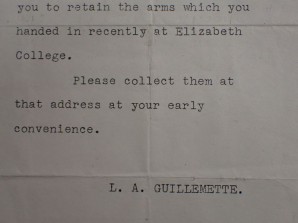 you to retain the arms which you
handed in recently at Elizabeth
College.
Please collect them at
that address at your early
convenience.
L. A. GUILLEMETTE.